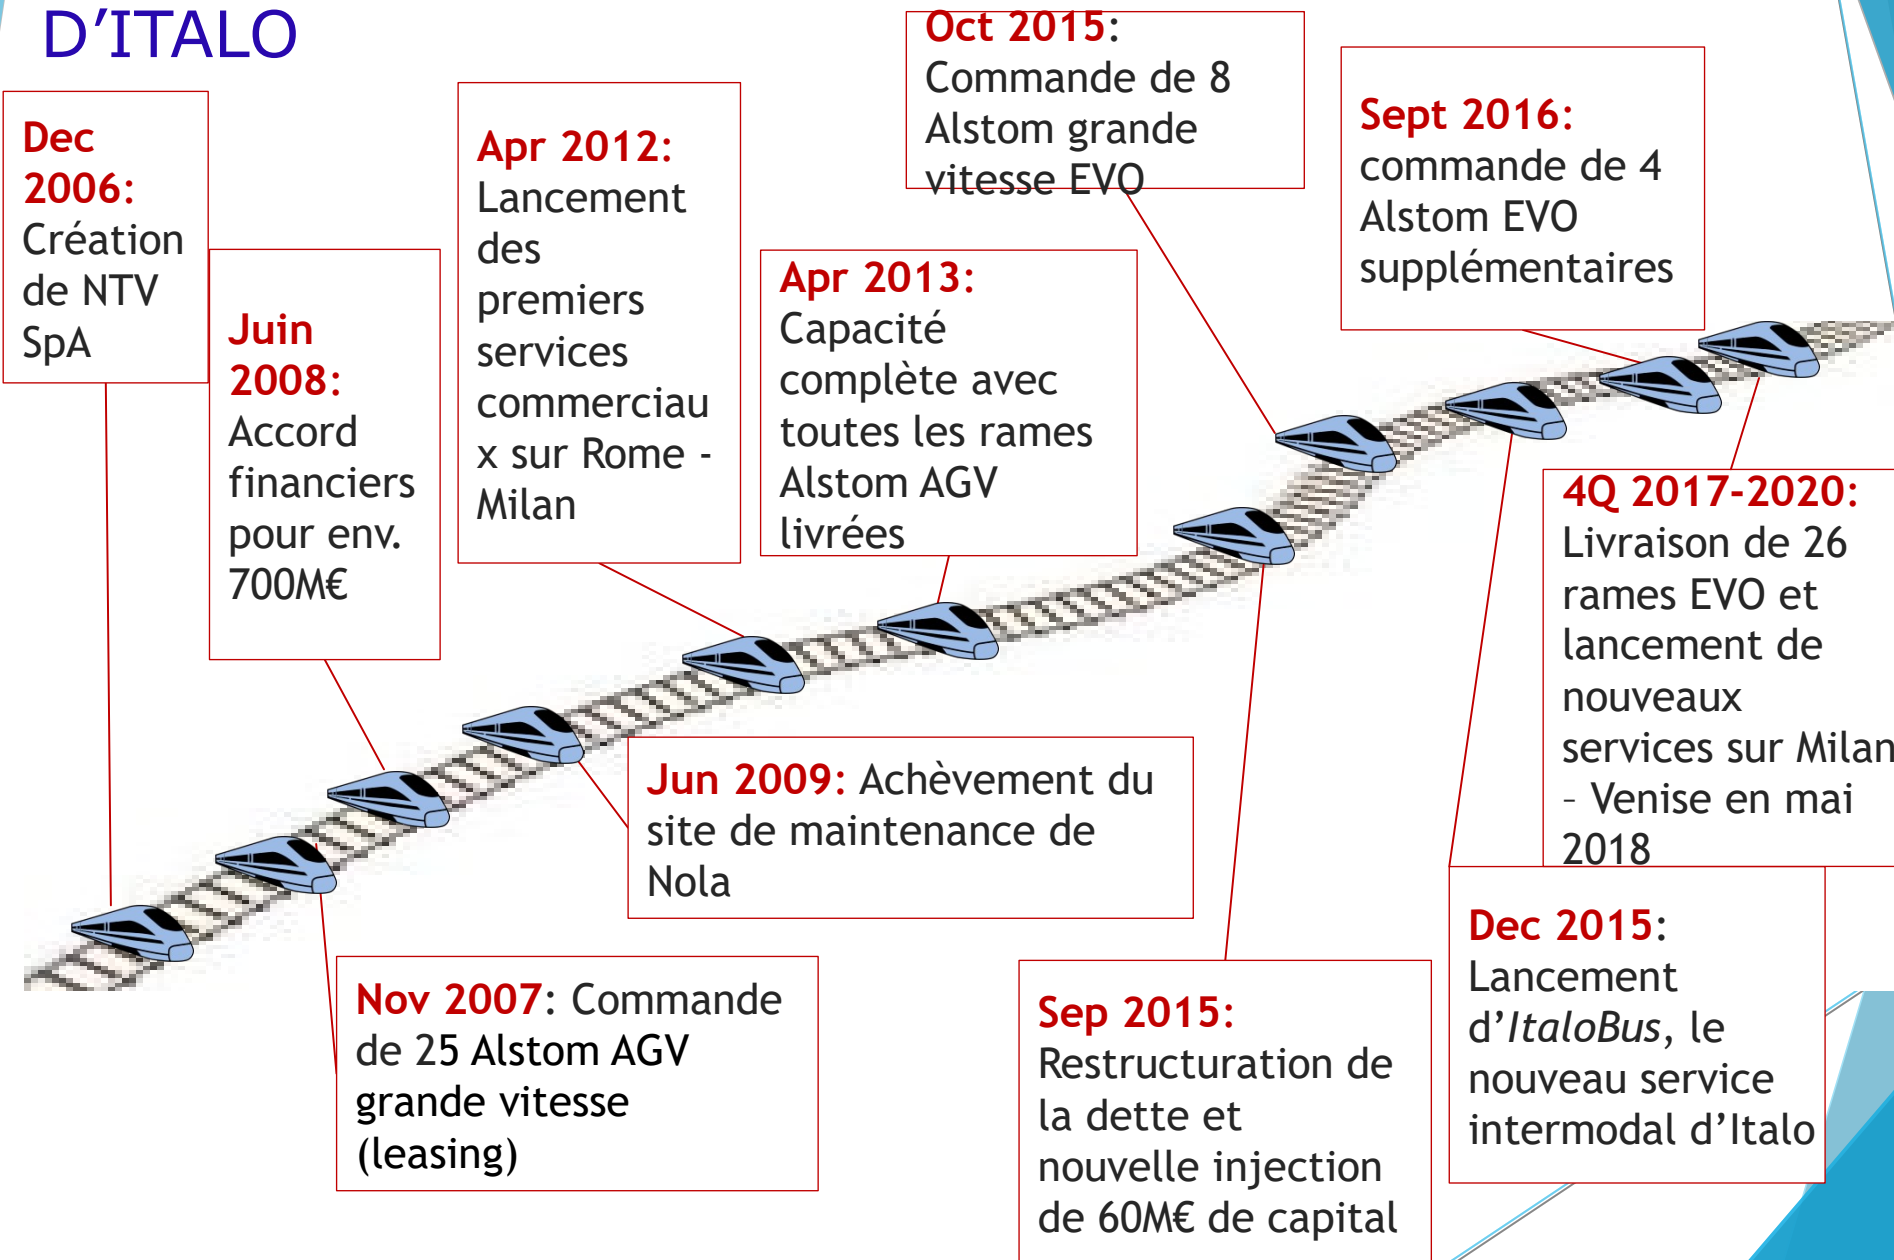 D’ITALO
Dec
2006:
Création
de NTV
SpA
Juin
2008:
Accord
financiers
pour env.
700M€
Apr 2012:
Lancement
des
premiers
services
commerciau
x sur Rome -
Milan
Apr 2013:
Capacité
complète avec
toutes les rames
Alstom AGV
livrées
Oct 2015:
Commande de 8
Alstom grande
vitesse EVO
Sept 2016:
commande de 4
Alstom EVO
supplémentaires
4Q 2017-2020:
Livraison de 26
rames EVO et
lancement de
nouveaux
services sur Milan
– Venise en mai
2018
Jun 2009: Achèvement du
site de maintenance de
Nola
Nov 2007: Commande
de 25 Alstom AGV
grande vitesse
(leasing)
Sep 2015:
Restructuration de
la dette et
nouvelle injection
de 60M€ de capital
Dec 2015:
Lancement
d’ItaloBus, le
nouveau service
intermodal d’Italo